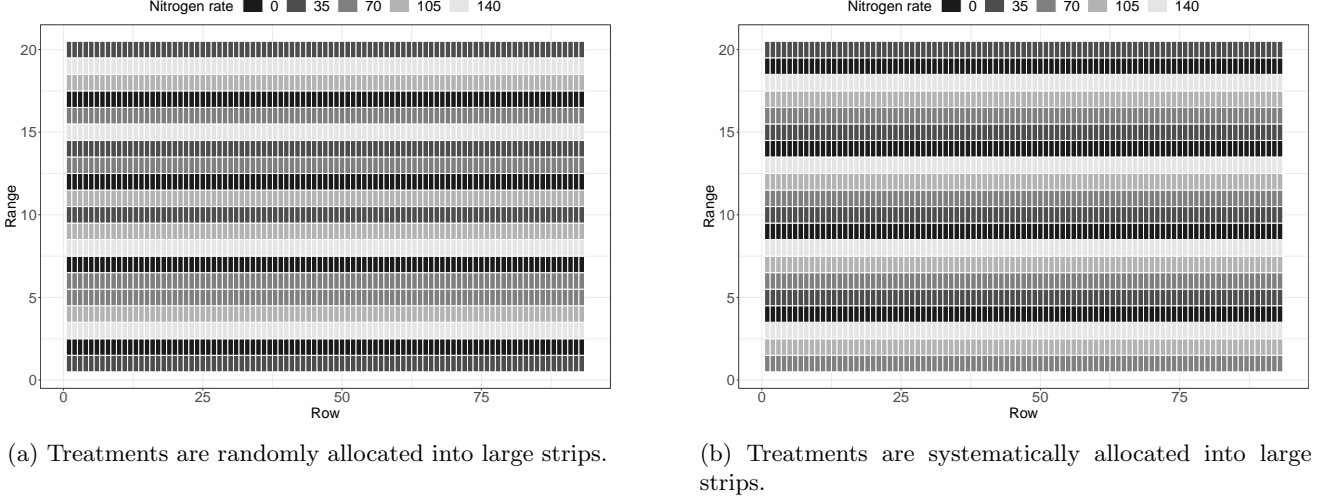 Nitrogen rate 0 35 70 105 140
20
15
10
5
0
Range
0 25 50 75
Row
(a) Treatments are randomly allocated into large strips.
Nitrogen rate 0 35 70 105 140
20
15
10
5
0
Range
0 25 50 75
Row
(b) Treatments are systematically allocated into large
strips.